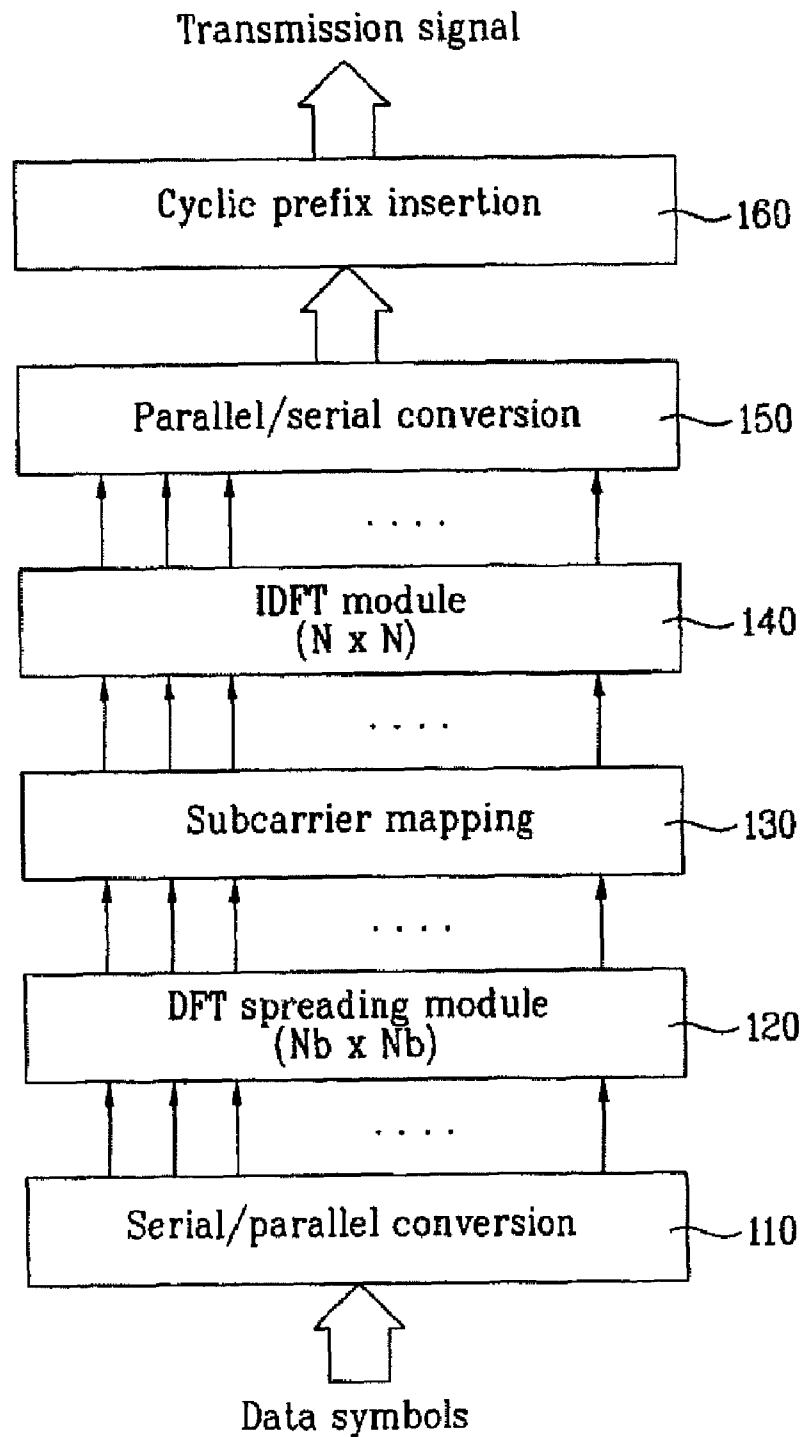 Transmission signal
Cyclic prefix insertion
160
Parallel/serial conversion
150
IDFT module
(N x N)
140
Subcarrier mapping
130
DFT spreading module
(Nb x Nb)
120
Serial/parallel conversion
110
Data symbols